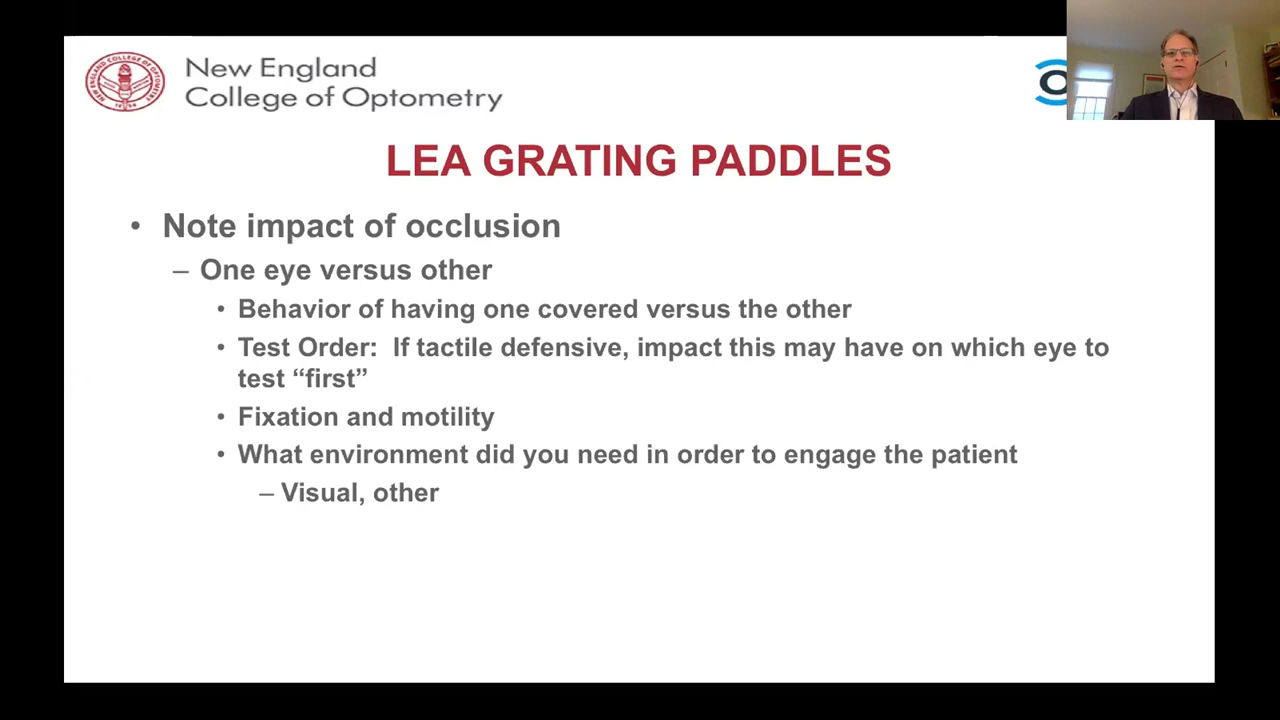 New England
College of Optometry
LEA GRATING PADDLES
• Note impact of occlusion
– One eye versus other
• Behavior of having one covered versus the other
• Test Order:  If tactile defensive, impact this may have on which eye to
test “first”
• Fixation and motility
• What environment did you need in order to engage the patient
– Visual, other